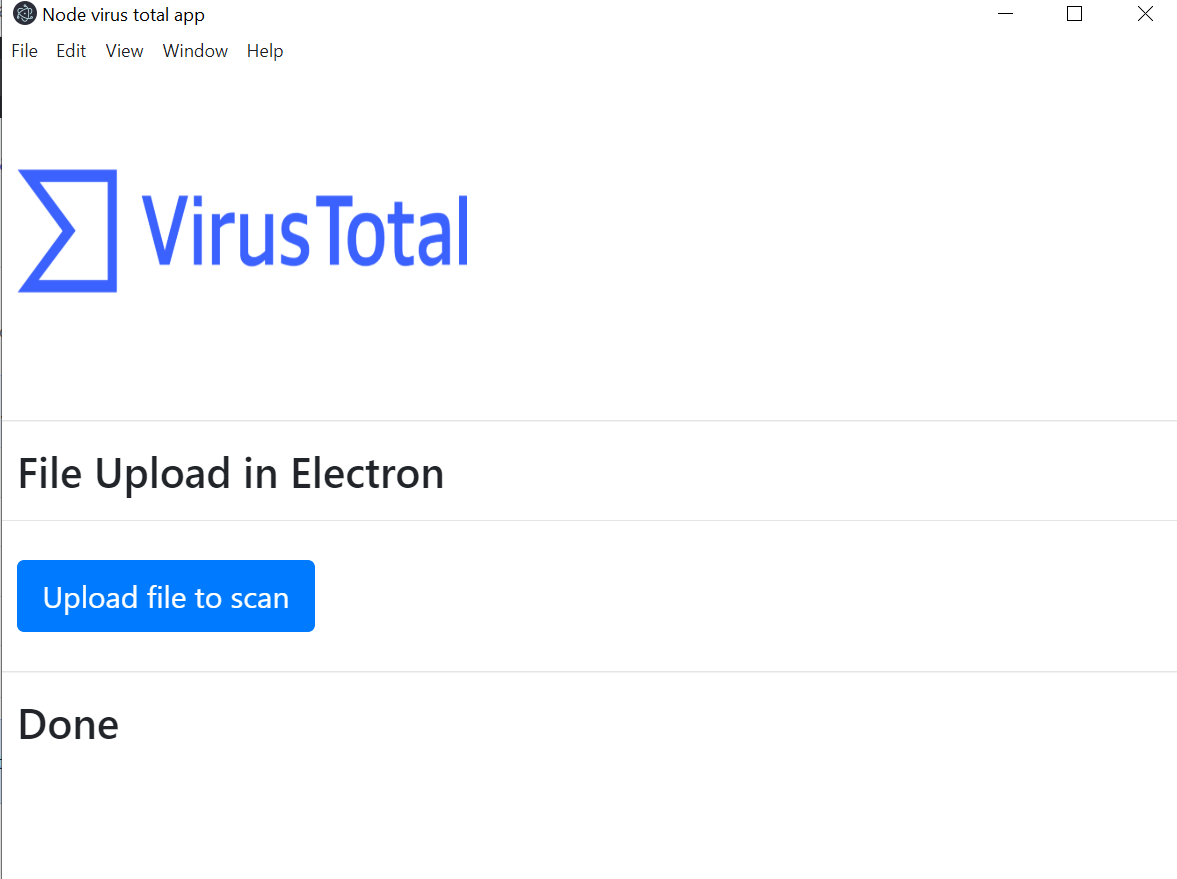 Node virus total app
File Edit View Window Help
VirusTotal
File Upload in Electron
Upload file to scan
Done